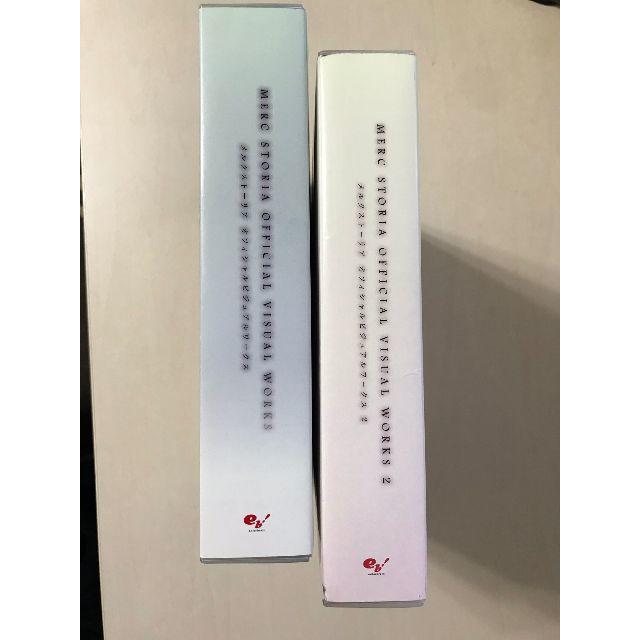 MERC STORIA OFFICIAL VISUAL WORKS
メルクストーリア オフィシャルビジュアルワークス
eb!
MERC STORIA OFFICIAL VISUAL WORKS 2
メルクストーリア オフィシャルビジュアルワークス 2
eb!